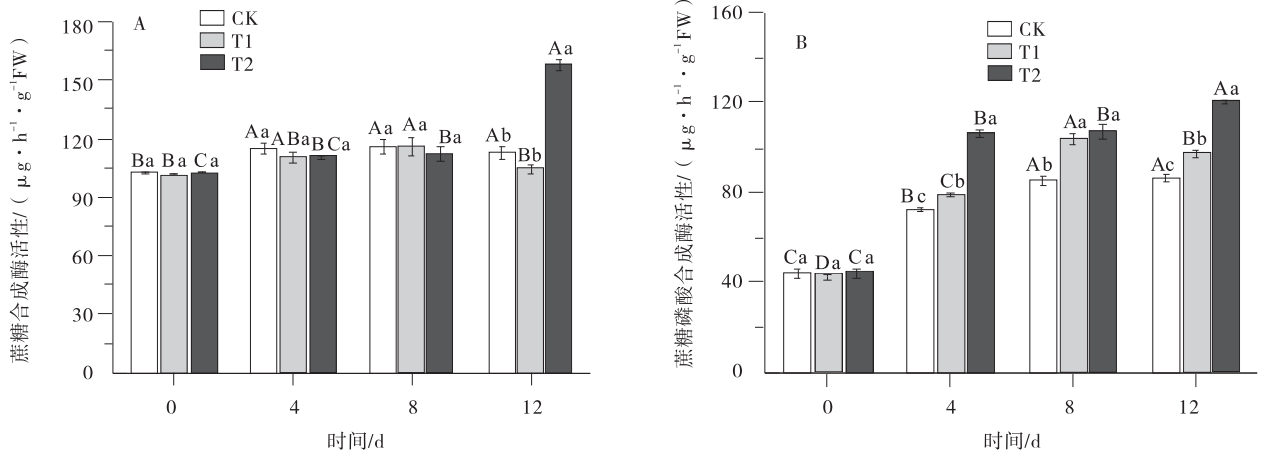 A
CK
T1
T2
蔗糖合成酶活性/（μg·h⁻¹·g⁻¹FW）
180
150
120
90
60
30
0
Ba Ba Ca
Aa ABa BCa
Aa Aa Ba
Ab Bb Aa
0 4 8 12
时间/d
B
CK
T1
T2
蔗糖磷酸合成酶活性/（μg·h⁻¹·g⁻¹FW）
160
120
80
40
0
Ca Da Ca
Bc Cb Ba
Ab Aa Ba
Ac Bb Aa
0 4 8 12
时间/d